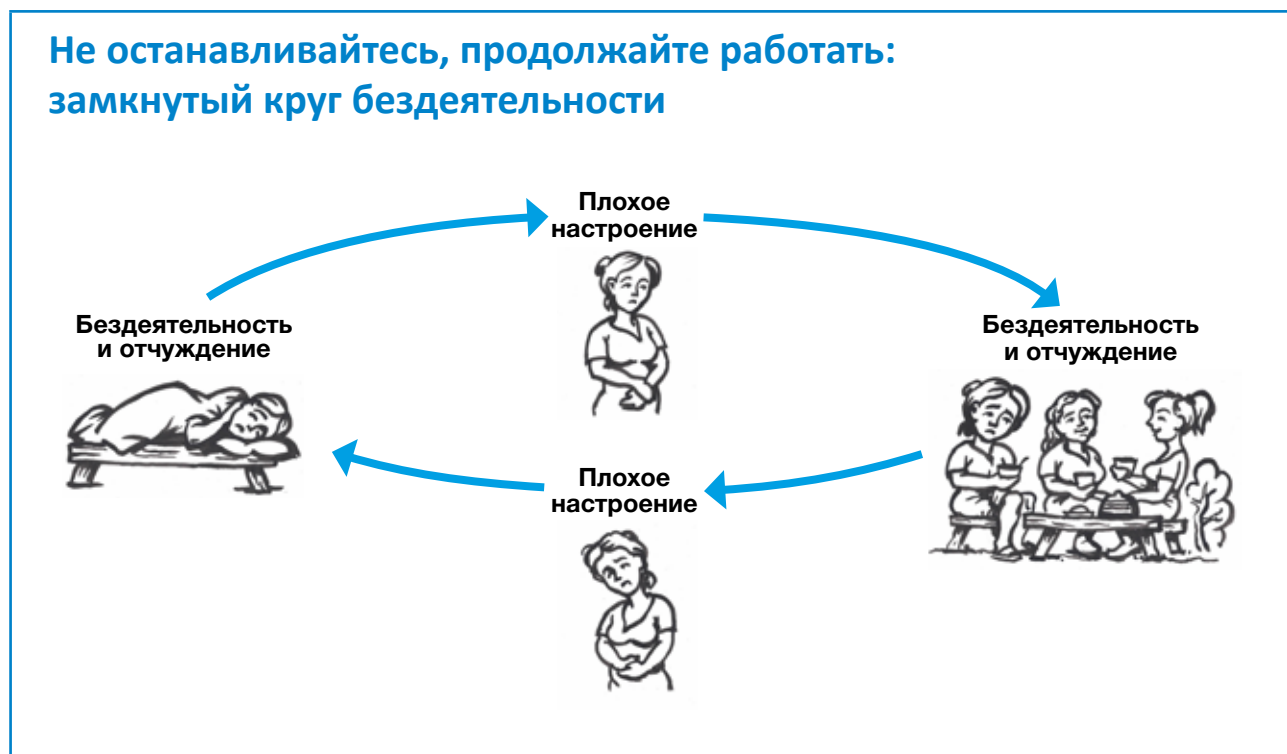 Не останавливайтесь, продолжайте работать:
замкнутый круг бездеятельности
Плохое
настроение
Бездеятельность
и отчуждение
Бездеятельность
и отчуждение
Плохое
настроение